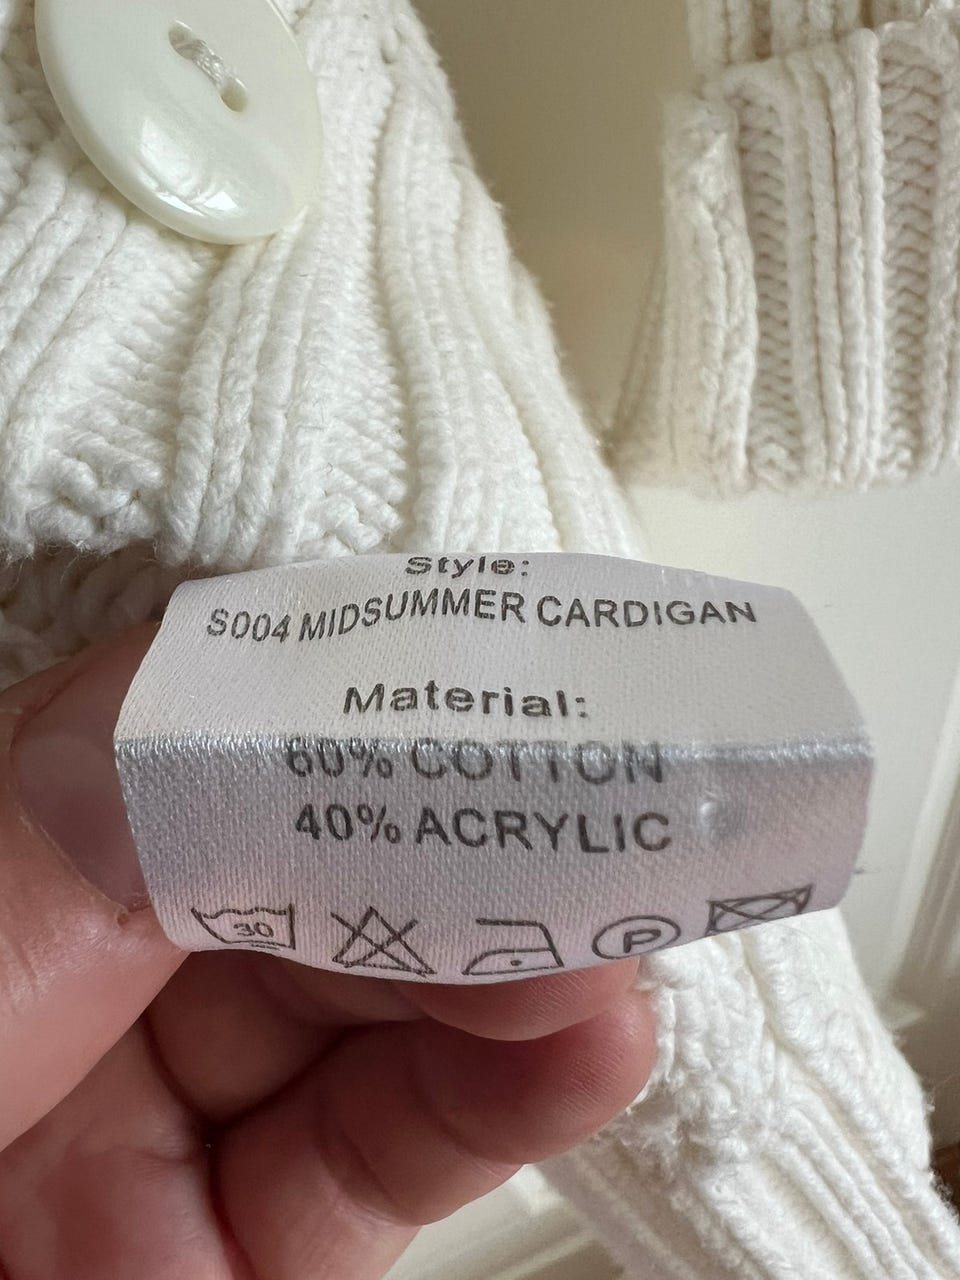 Style:
S004 MIDSUMMER CARDIGAN
Material:
60% COTTON
40% ACRYLIC
30 P